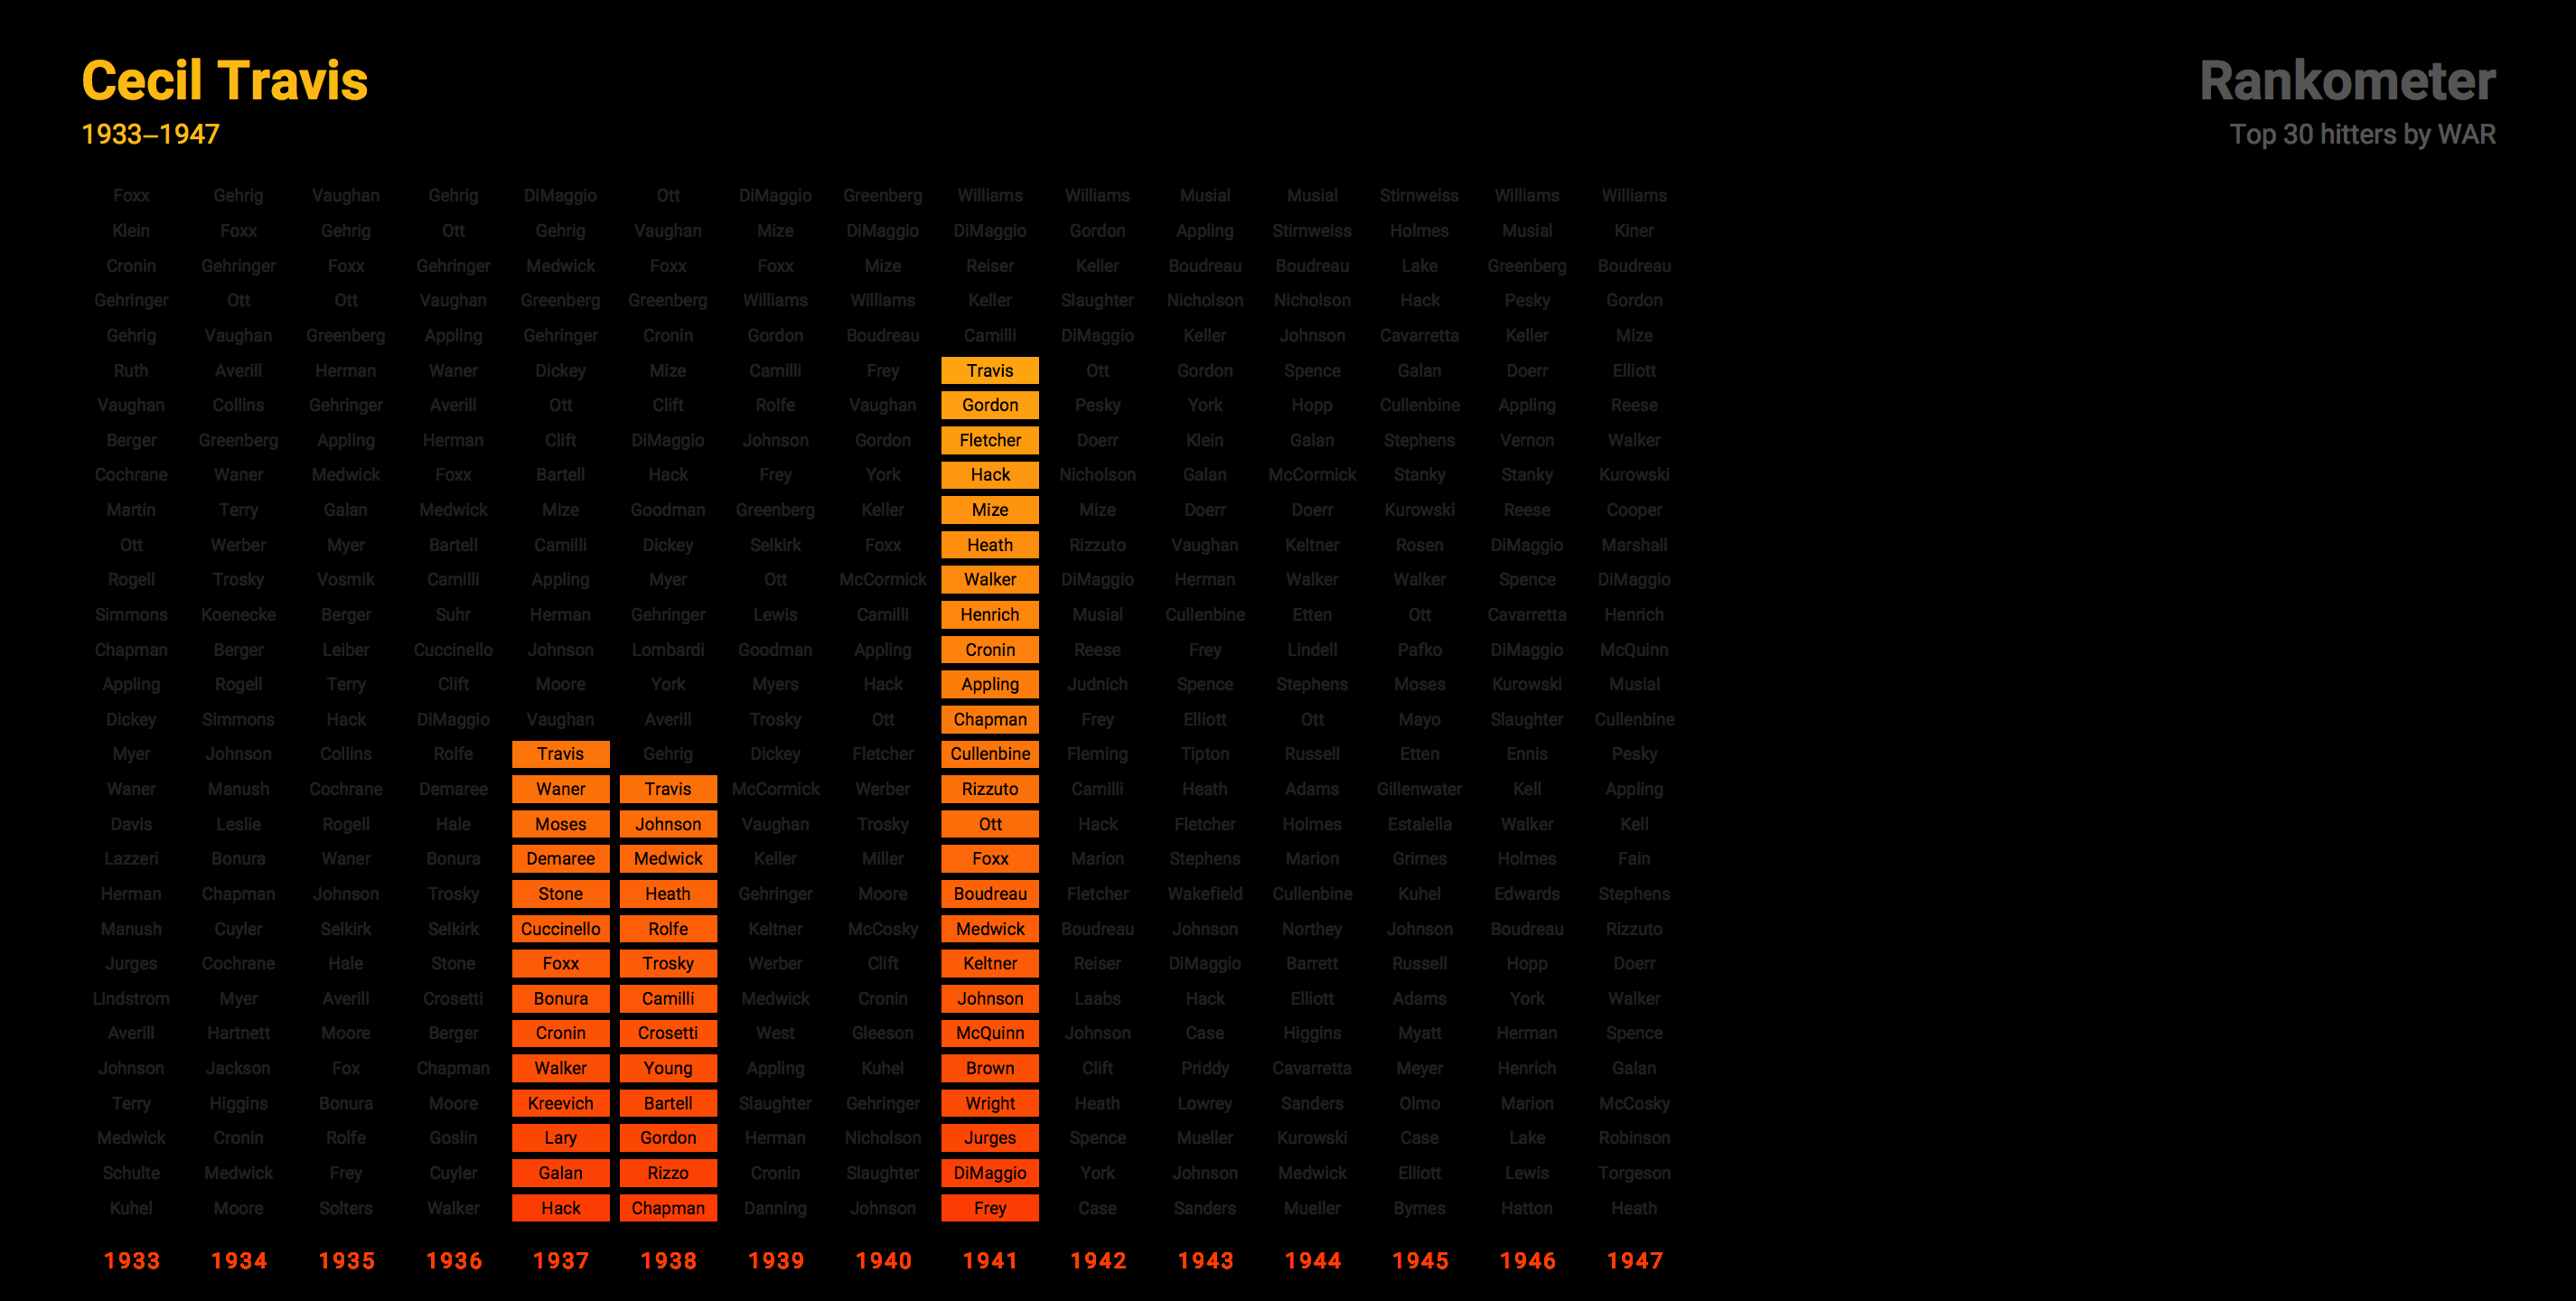 Cecil Travis
1933–1947
Rankometer
Top 30 hitters by WAR
Foxx Gehrig Vaughan Gehrig DiMaggio Ott DiMaggio Greenberg Williams Williams Musial Musial Stirnweiss Williams Williams
Klein Foxx Gehrig Ott Gehrig Vaughan Mize DiMaggio DiMaggio Gordon Appling Stirnweiss Holmes Musial Kiner
Cronin Gehringer Foxx Gehringer Medwick Foxx Foxx Mize Reiser Keller Boudreau Boudreau Lake Greenberg Boudreau
Gehringer Ott Ott Vaughan Greenberg Greenberg Williams Williams Keller Slaughter Nicholson Nicholson Hack Pesky Gordon
Gehrig Vaughan Greenberg Appling Gehringer Cronin Gordon Boudreau Camilli DiMaggio Keller Johnson Cavarretta Keller Mize
Ruth Averill Herman Waner Dickey Mize Camilli Frey Travis Ott Gordon Spence Galan Doerr Elliott
Vaughan Collins Gehringer Averill Ott Clift Rolfe Vaughan Gordon Pesky York Hopp Cullenbine Appling Reese
Berger Greenberg Appling Herman Clift DiMaggio Johnson Gordon Fletcher Doerr Klein Galan Stephens Vernon Walker
Cochrane Waner Medwick Foxx Bartell Hack Frey York Hack Nicholson Galan McCormick Stanky Stanky Kurowski
Martin Terry Galan Medwick Mize Goodman Greenberg Keller Mize Mize Doerr Doerr Kurowski Reese Cooper
Ott Werber Myer Bartell Camilli Dickey Selkirk Foxx Heath Rizzuto Vaughan Keltner Rosen DiMaggio Marshall
Rogell Trosky Vosmik Camilli Appling Myer Ott McCormick Walker DiMaggio Herman Walker Walker Spence DiMaggio
Simmons Koenecke Berger Suhr Herman Gehringer Lewis Camilli Henrich Musial Cullenbine Etten Ott Cavarretta Henrich
Chapman Berger Leiber Cuccinello Johnson Lombardi Goodman Appling Cronin Reese Frey Lindell Pafko DiMaggio McQuinn
Appling Rogell Terry Clift Moore York Myers Hack Appling Judnich Spence Stephens Moses Kurowski Musial
Dickey Simmons Hack DiMaggio Vaughan Averill Trosky Ott Chapman Frey Elliott Ott Mayo Slaughter Cullenbine
Myer Johnson Collins Rolfe Travis Gehrig Dickey Fletcher Cullenbine Fleming Tipton Russell Etten Ennis Pesky
Waner Manush Cochrane Demaree Waner Travis McCormick Werber Rizzuto Camilli Heath Adams Gillenwater Kell Appling
Davis Leslie Rogell Hale Moses Johnson Vaughan Trosky Ott Hack Fletcher Holmes Estalella Walker Kell
Lazzeri Bonura Waner Bonura Demaree Medwick Keller Miller Foxx Marion Stephens Marion Grimes Holmes Fain
Herman Chapman Johnson Trosky Stone Heath Gehringer Moore Boudreau Fletcher Wakefield Cullenbine Kuhel Edwards Stephens
Manush Cuyler Selkirk Selkirk Cuccinello Rolfe Keltner McCosky Medwick Boudreau Johnson Northey Johnson Boudreau Rizzuto
Jurges Cochrane Hale Stone Foxx Trosky Werber Clift Keltner Reiser DiMaggio Barrett Russell Hopp Doerr
Lindstrom Myer Averill Crosetti Bonura Camilli Medwick Cronin Johnson Laabs Hack Elliott Adams York Walker
Averill Hartnett Moore Berger Cronin Crosetti West Gleeson McQuinn Johnson Case Higgins Myatt Herman Spence
Johnson Jackson Fox Chapman Walker Young Appling Kuhel Brown Clift Priddy Cavarretta Meyer Henrich Galan
Terry Higgins Bonura Moore Kreevich Bartell Slaughter Gehringer Wright Heath Lowrey Sanders Olmo Marion McCosky
Medwick Cronin Rolfe Goslin Lary Gordon Herman Nicholson Jurges Spence Mueller Kurowski Case Lake Robinson
Schulte Medwick Frey Cuyler Galan Rizzo Cronin Slaughter DiMaggio York Johnson Medwick Elliott Lewis Torgeson
Kuhel Moore Solters Walker Hack Chapman Danning Johnson Frey Case Sanders Mueller Byrnes Hatton Heath
1933 1934 1935 1936 1937 1938 1939 1940 1941 1942 1943 1944 1945 1946 1947